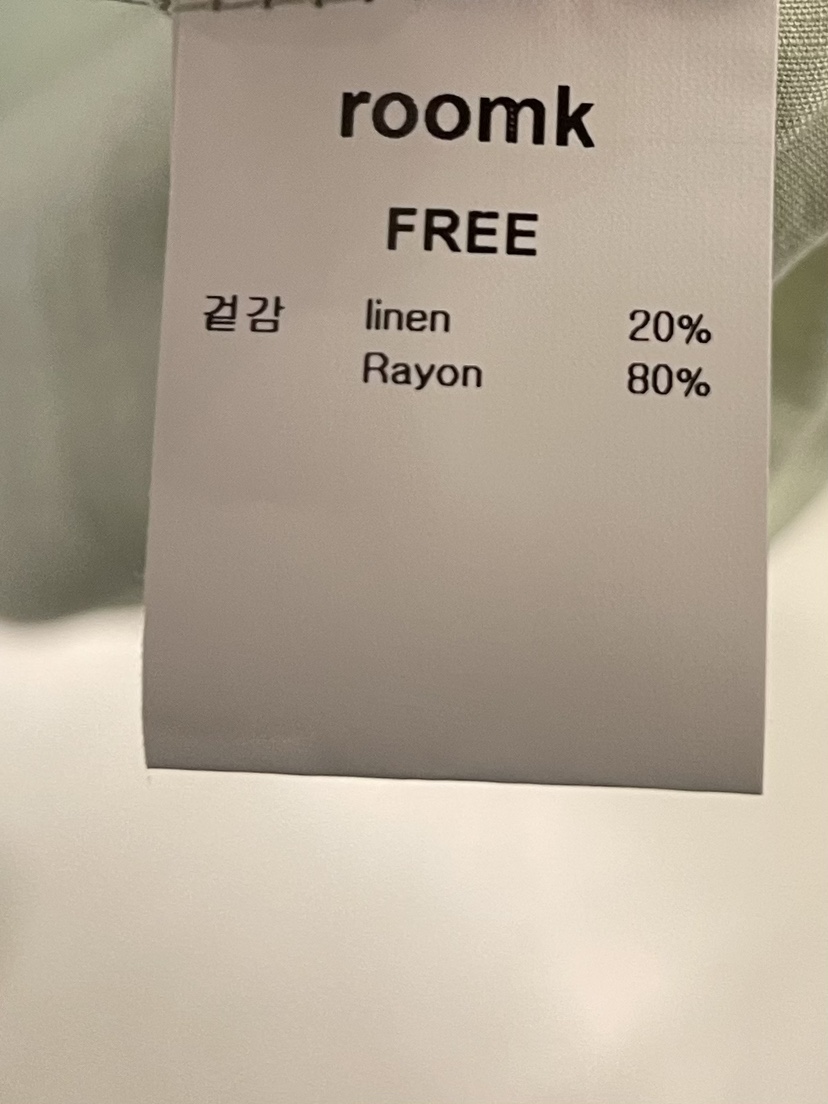 roomk
FREE
겉감 linen 20%
Rayon 80%